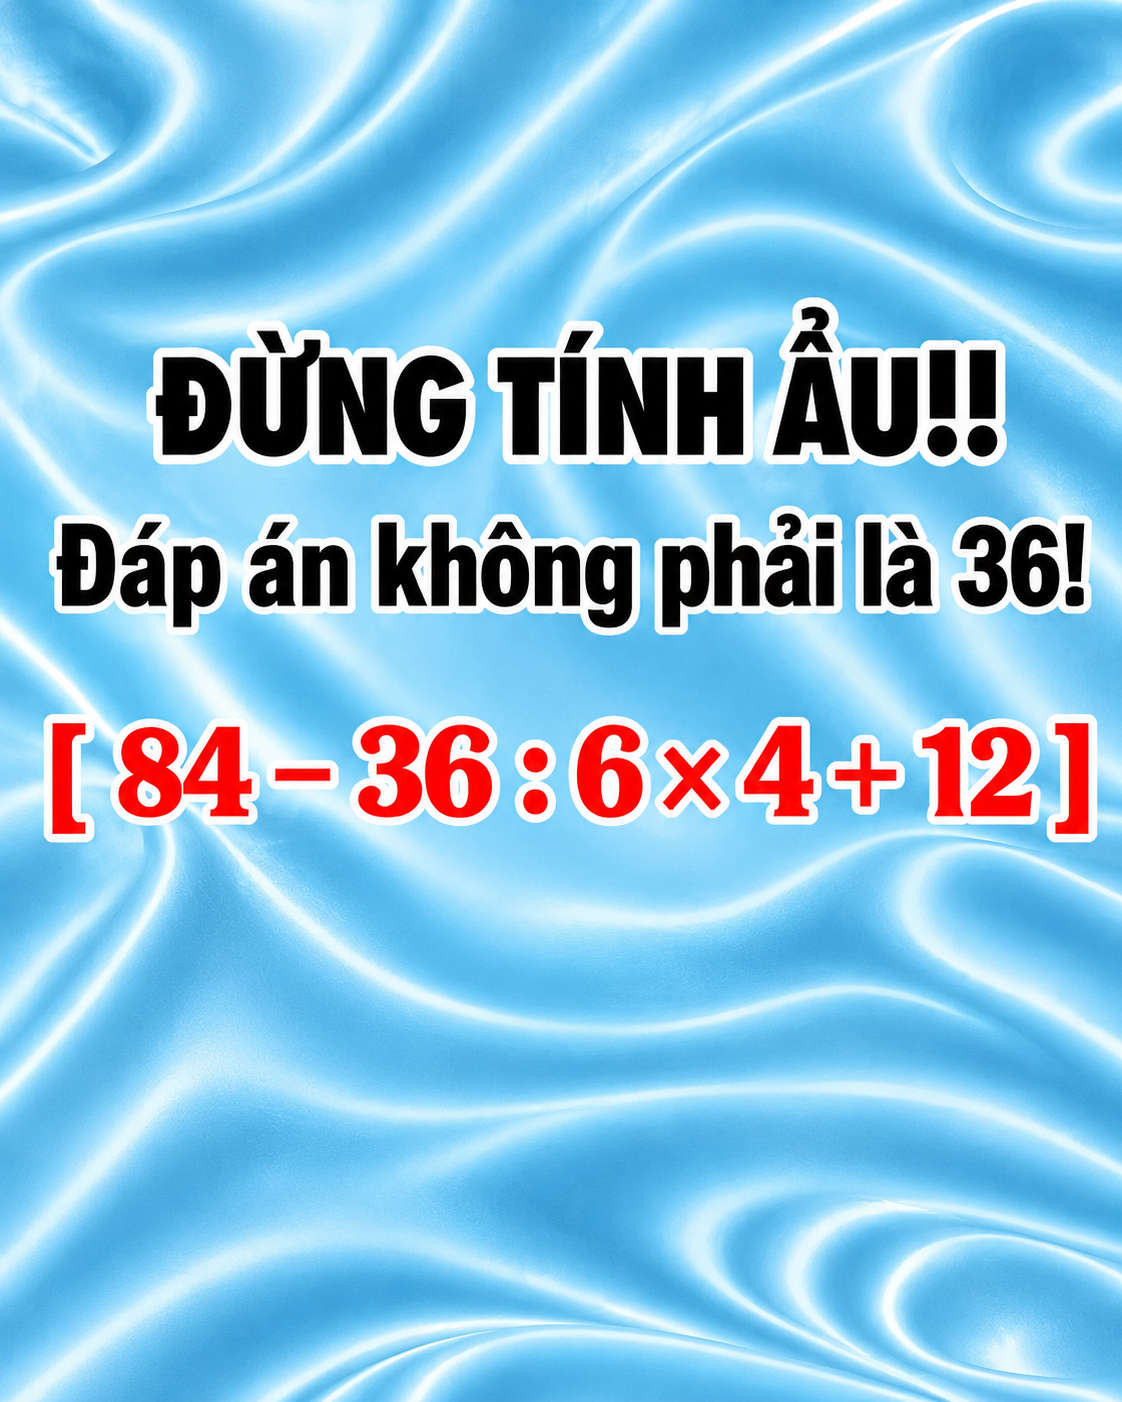 ĐỪNG TÍNH ẨU!!
Đáp án không phải là 36!
[ 84 – 36 : 6 × 4 + 12 ]